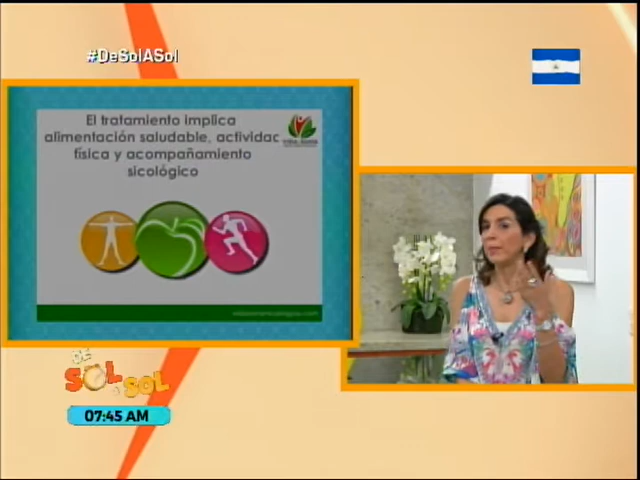 #DeSolASol
El tratamiento implica
alimentación saludable, activida
física y acompañamiento
sicológico
DE
SOL
A SOL
07:45 AM